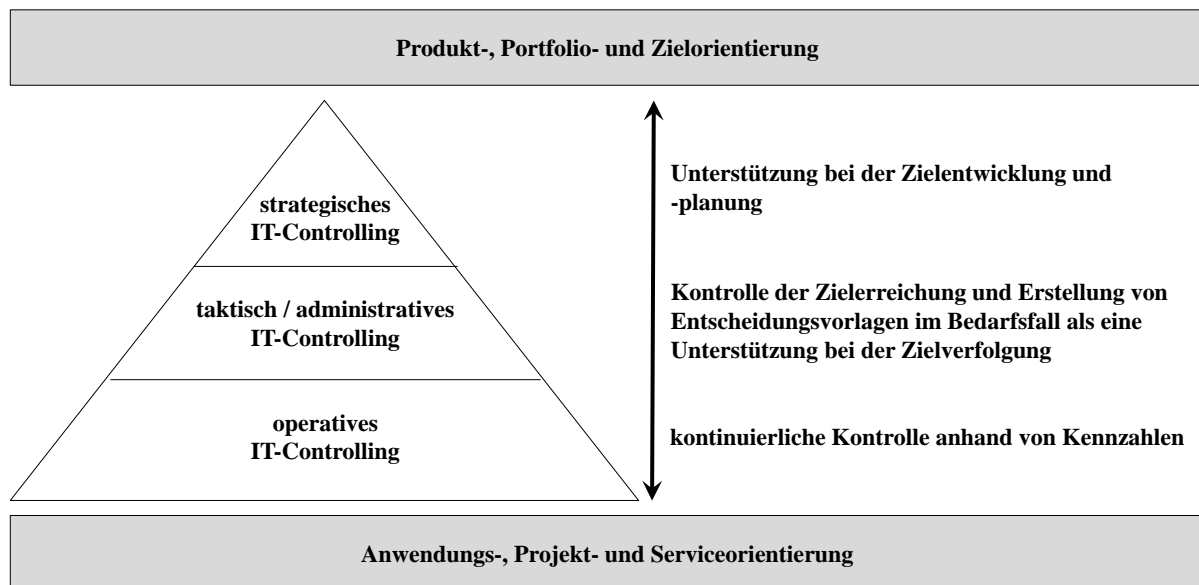 Produkt-, Portfolio- und Zielorientierung
strategisches
IT-Controlling
Unterstützung bei der Zielentwicklung und
-planung
taktisch / administratives
IT-Controlling
Kontrolle der Zielerreichung und Erstellung von
Entscheidungsvorlagen im Bedarfsfall als eine
Unterstützung bei der Zielverfolgung
operatives
IT-Controlling
kontinuierliche Kontrolle anhand von Kennzahlen
Anwendungs-, Projekt- und Serviceorientierung